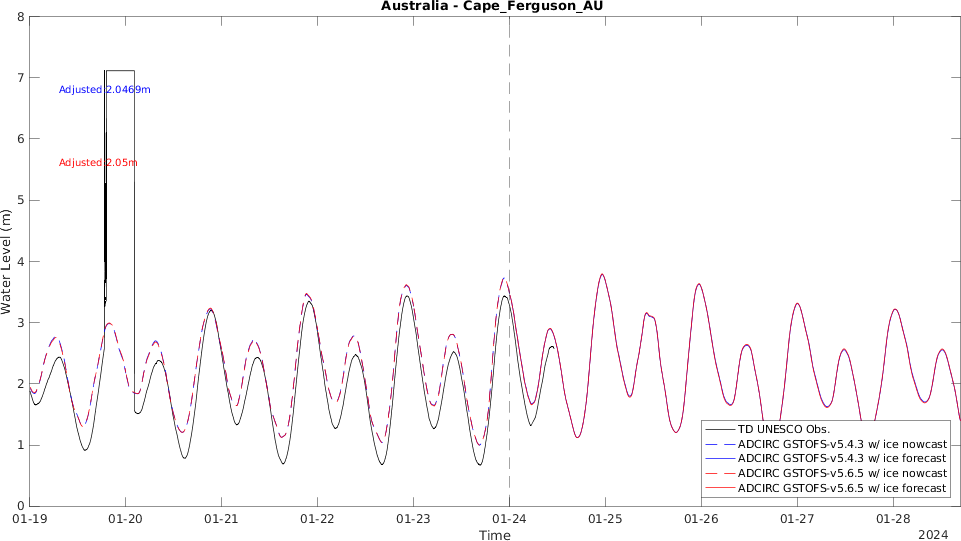 Australia - Cape_Ferguson_AU
8
7
Adjusted 2.0469m
6
Adjusted 2.05m
5
Water Level (m)
4
3
2
1
0
TD UNESCO Obs.
ADCIRC GSTOFS-v5.4.3 w/ ice nowcast
ADCIRC GSTOFS-v5.4.3 w/ ice forecast
ADCIRC GSTOFS-v5.6.5 w/ ice nowcast
ADCIRC GSTOFS-v5.6.5 w/ ice forecast
01-19 01-20 01-21 01-22 01-23 01-24 01-25 01-26 01-27 01-28
Time
2024